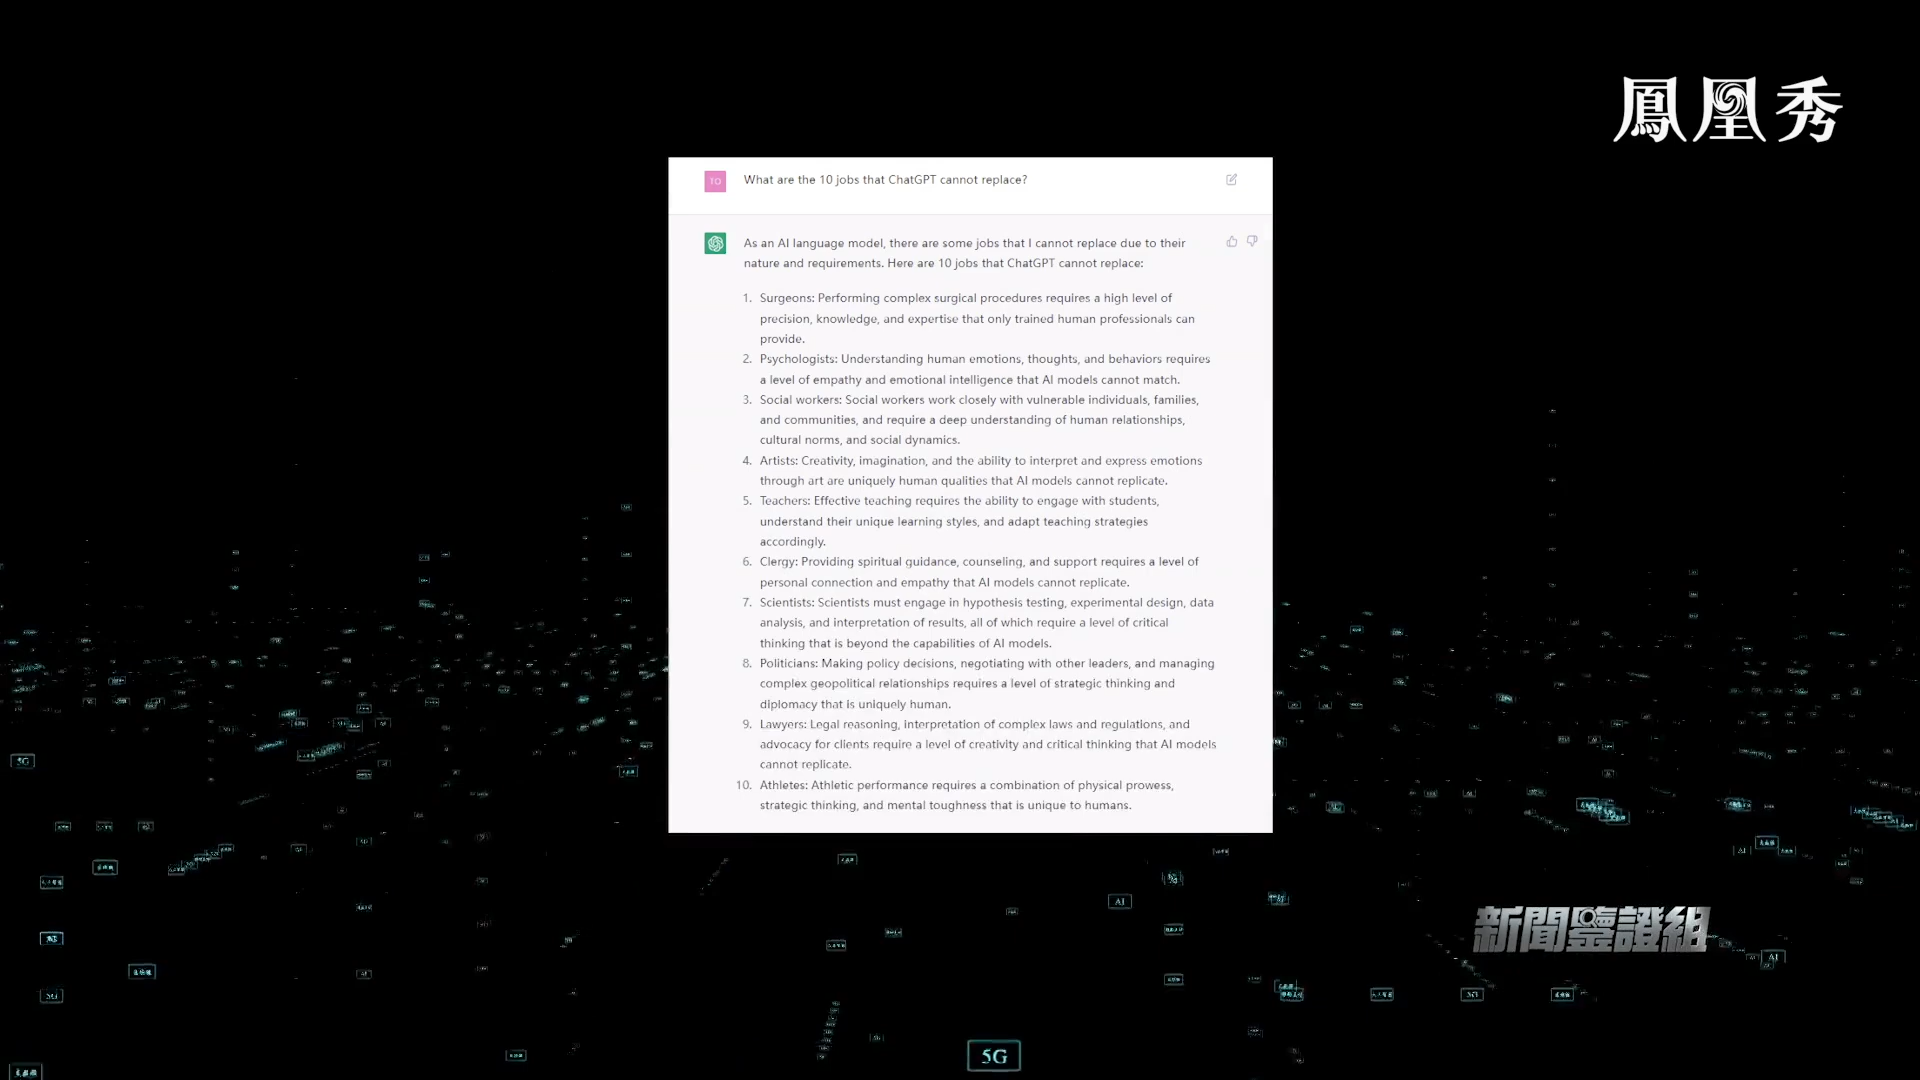 鳳凰秀
TO
What are the 10 jobs that ChatGPT cannot replace?
As an AI language model, there are some jobs that I cannot replace due to their
nature and requirements. Here are 10 jobs that ChatGPT cannot replace:
1. Surgeons: Performing complex surgical procedures requires a high level of
precision, knowledge, and expertise that only trained human professionals can
provide.
2. Psychologists: Understanding human emotions, thoughts, and behaviors requires
a level of empathy and emotional intelligence that AI models cannot match.
3. Social workers: Social workers work closely with vulnerable individuals, families,
and communities, and require a deep understanding of human relationships,
cultural norms, and social dynamics.
4. Artists: Creativity, imagination, and the ability to interpret and express emotions
through art are uniquely human qualities that AI models cannot replicate.
5. Teachers: Effective teaching requires the ability to engage with students,
understand their unique learning styles, and adapt teaching strategies
accordingly.
6. Clergy: Providing spiritual guidance, counseling, and support requires a level of
personal connection and empathy that AI models cannot replicate.
7. Scientists: Scientists must engage in hypothesis testing, experimental design, data
analysis, and interpretation of results, all of which require a level of critical
thinking that is beyond the capabilities of AI models.
8. Politicians: Making policy decisions, negotiating with other leaders, and managing
complex geopolitical relationships requires a level of strategic thinking and
diplomacy that is uniquely human.
9. Lawyers: Legal reasoning, interpretation of complex laws and regulations, and
advocacy for clients require a level of creativity and critical thinking that AI models
cannot replicate.
10. Athletes: Athletic performance requires a combination of physical prowess,
strategic thinking, and mental toughness that is unique to humans.
5G
AI
新聞鑒證組
AI
5G
5G